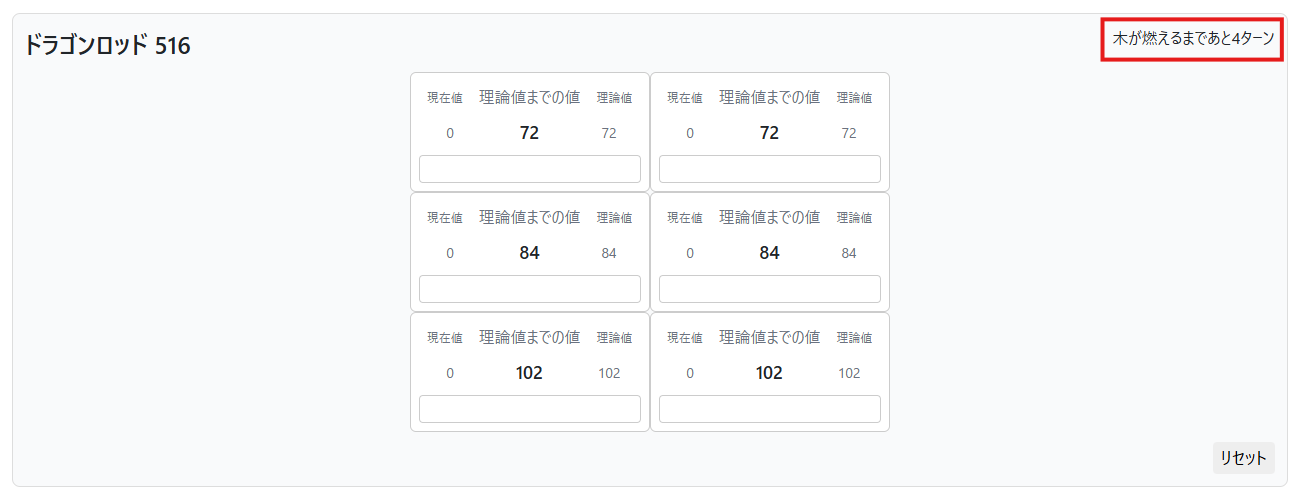 ドラゴンロッド 516
木が燃えるまであと4ターン
現在値 理論値までの値 理論値 現在値 理論値までの値 理論値
0 72 72 0 72 72
現在値 理論値までの値 理論値 現在値 理論値までの値 理論値
0 84 84 0 84 84
現在値 理論値までの値 理論値 現在値 理論値までの値 理論値
0 102 102 0 102 102
リセット